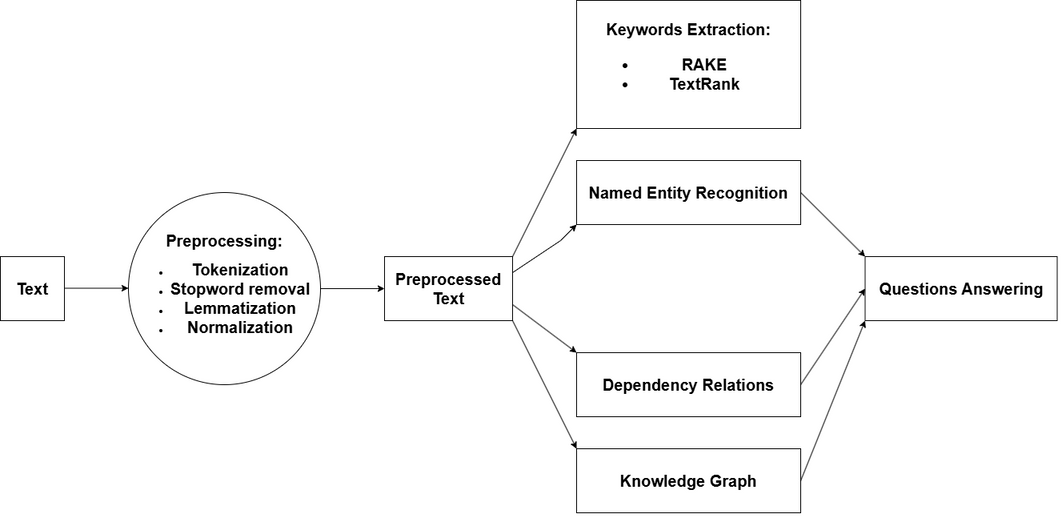 Text
Preprocessing:
• Tokenization
• Stopword removal
• Lemmatization
• Normalization
Preprocessed
Text
Keywords Extraction:
• RAKE
• TextRank
Named Entity Recognition
Dependency Relations
Knowledge Graph
Questions Answering